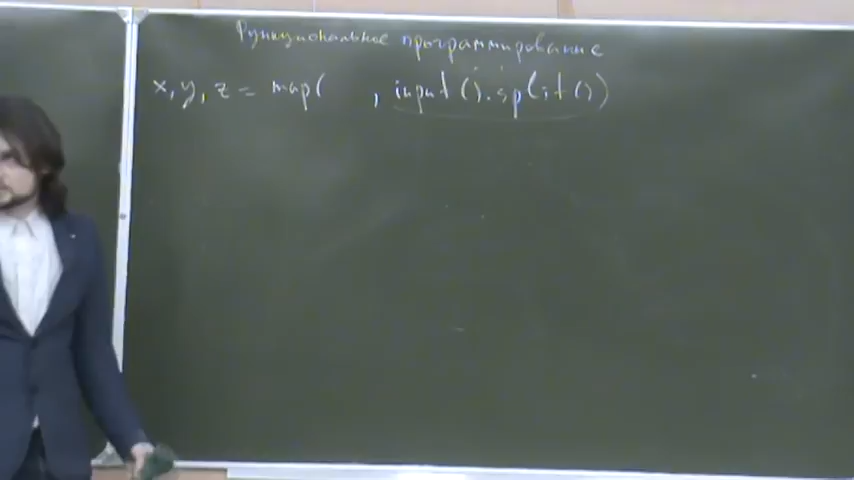 Функциональное программирование
x, y, z = map(      , input().split())